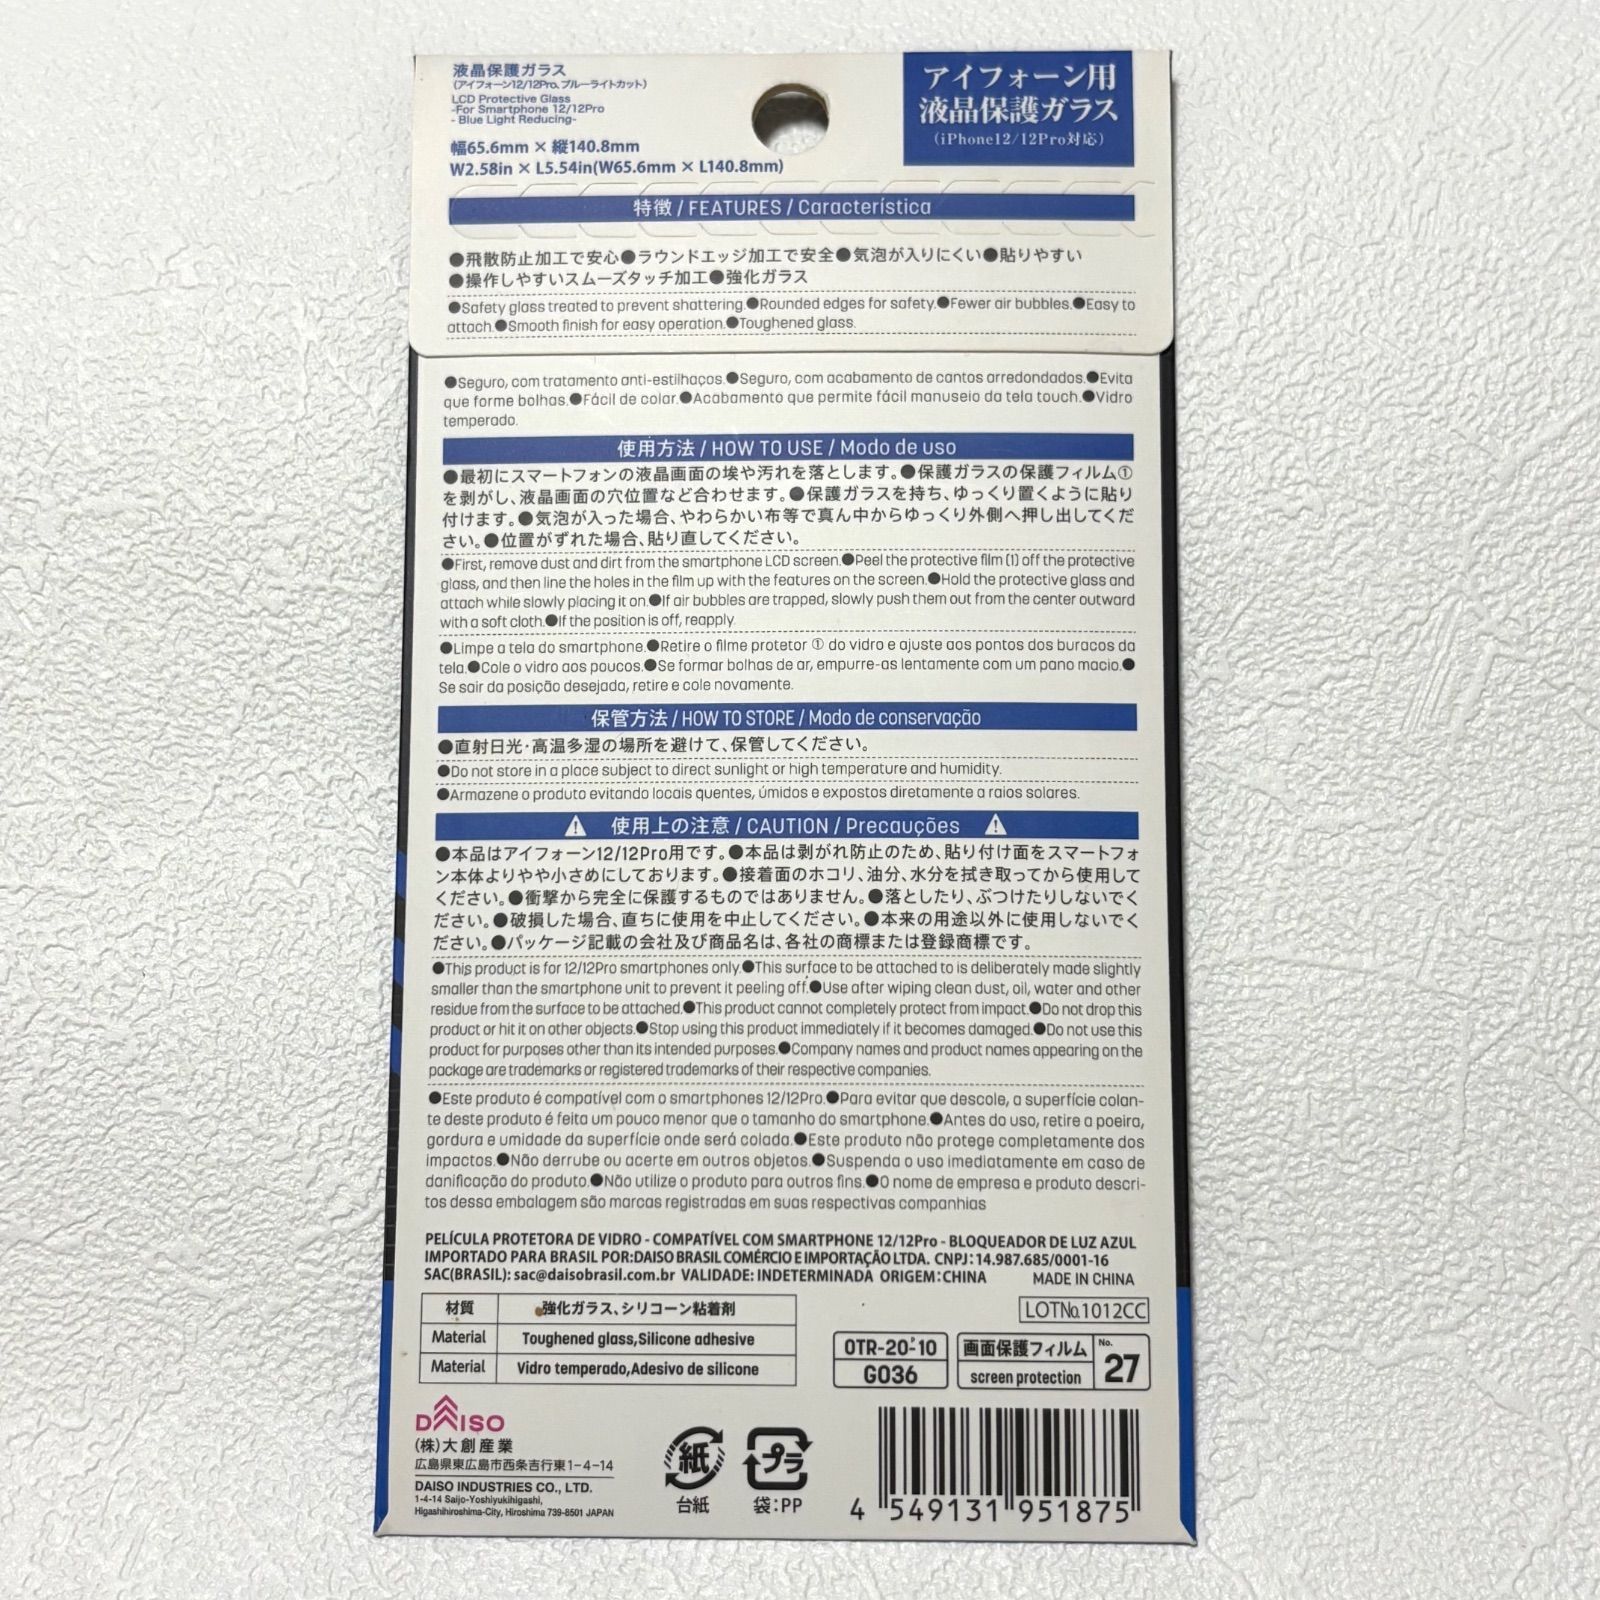 液晶保護ガラス
(アイフォーン12/12Pro、ブルーライトカット)
LCD Protective Glass
-For Smartphone 12/12Pro
- Blue Light Reducing-
幅65.6mm × 縦140.8mm
W2.58in × L5.54in(W65.6mm × L140.8mm)
アイフォーン用
液晶保護ガラス
(iPhone12/12Pro対応)
特徴 / FEATURES / Característica
●飛散防止加工で安心●ラウンドエッジ加工で安全●気泡が入りにくい●貼りやすい
●操作しやすいスムーズタッチ加工●強化ガラス
●Safety glass treated to prevent shattering.●Rounded edges for safety.●Fewer air bubbles.●Easy to
attach.●Smooth finish for easy operation.●Toughened glass.
●Seguro, com tratamento anti-estilhaços.●Seguro, com acabamento de cantos arredondados.●Evita
que forme bolhas.●Fácil de colar.●Acabamento que permite fácil manuseio da tela touch.●Vidro
temperado.
使用方法 / HOW TO USE / Modo de uso
●最初にスマートフォンの液晶画面の埃や汚れを落とします。●保護ガラスの保護フィルム①
を剥がし、液晶画面の穴位置など合わせます。●保護ガラスを持ち、ゆっくり置くように貼り
付けます。●気泡が入った場合、やわらかい布等で真ん中からゆっくり外側へ押し出してくだ
さい。●位置がずれた場合、貼り直してください。
●First, remove dust and dirt from the smartphone LCD screen.●Peel the protective film (1) off the protective
glass, and then line the holes in the film up with the features on the screen.●Hold the protective glass and
attach while slowly placing it on.●If air bubbles are trapped, slowly push them out from the center outward
with a soft cloth.●If the position is off, reapply.
●Limpe a tela do smartphone.●Retire o filme protetor ① do vidro e ajuste aos pontos dos buracos da
tela.●Cole o vidro aos poucos.●Se formar bolhas de ar, empurre-as lentamente com um pano macio.●
Se sair da posição desejada, retire e cole novamente.
保管方法 / HOW TO STORE / Modo de conservação
●直射日光・高温多湿の場所を避けて、保管してください。
●Do not store in a place subject to direct sunlight or high temperature and humidity.
●Armazene o produto evitando locais quentes, úmidos e expostos diretamente a raios solares.
⚠ 使用上の注意 / CAUTION / Precauções ⚠
●本品はアイフォーン12/12Pro用です。●本品は剥がれ防止のため、貼り付け面をスマートフォ
ン本体よりやや小さめにしております。●接着面のホコリ、油分、水分を拭き取ってから使用して
ください。●衝撃から完全に保護するものではありません。●落としたり、ぶつけたりしないでく
ださい。●破損した場合、直ちに使用を中止してください。●本来の用途以外に使用しないでく
ださい。●パッケージ記載の会社及び商品名は、各社の商標または登録商標です。
●This product is for 12/12Pro smartphones only.●This surface to be attached to is deliberately made slightly
smaller than the smartphone unit to prevent it peeling off.●Use after wiping clean dust, oil, water and other
residue from the surface to be attached.●This product cannot completely protect from impact.●Do not drop this
product or hit it on other objects.●Stop using this product immediately if it becomes damaged.●Do not use this
product for purposes other than its intended purposes.●Company names and product names appearing on the
package are trademarks or registered trademarks of their respective companies.
●Este produto é compatível com o smartphones 12/12Pro.●Para evitar que descole, a superfície colan-
te deste produto é feita um pouco menor que o tamanho do smartphone.●Antes do uso, retire a poeira,
gordura e umidade da superfície onde será colada.●Este produto não protege completamente dos
impactos.●Não derrube ou acerte em outros objetos.●Suspenda o uso imediatamente em caso de
danificação do produto.●Não utilize o produto para outros fins.●O nome de empresa e produto descri-
tos dessa embalagem são marcas registradas em suas respectivas companhias
PELÍCULA PROTETORA DE VIDRO - COMPATÍVEL COM SMARTPHONE 12/12Pro - BLOQUEADOR DE LUZ AZUL
IMPORTADO PARA BRASIL POR:DAISO BRASIL COMÉRCIO E IMPORTAÇÃO LTDA. CNPJ: 14.987.685/0001-16
SAC(BRASIL): sac@daisobrasil.com.br VALIDADE: INDETERMINADA ORIGEM:CHINA MADE IN CHINA
材質 強化ガラス、シリコーン粘着剤
Material Toughened glass,Silicone adhesive
Material Vidro temperado,Adesivo de silicone
LOT№1012CC
OTR-20'-10
G036
画面保護フィルム
screen protection
No.
27
DAISO
(株)大創産業
広島県東広島市西条吉行東1-4-14
DAISO INDUSTRIES CO., LTD.
1-4-14 Saijo-Yoshiyukihigashi,
Higashihiroshima-City, Hiroshima 739-8501 JAPAN
紙
台紙
プラ
袋:PP
4 549131 951875